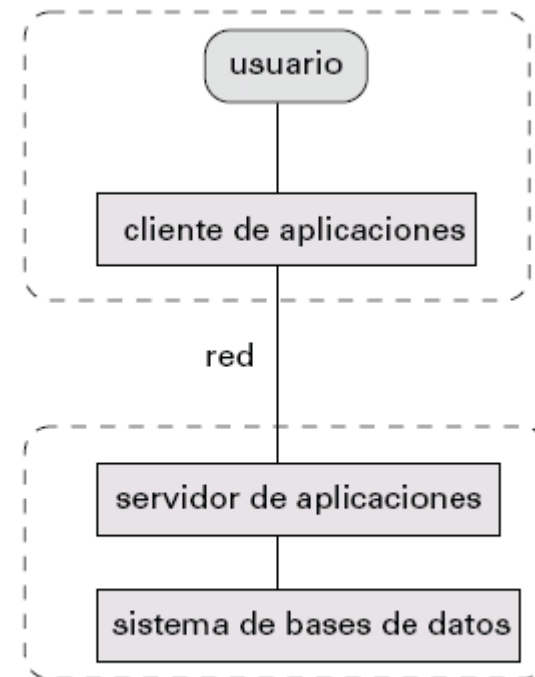 usuario
cliente de aplicaciones
red
servidor de aplicaciones
sistema de bases de datos